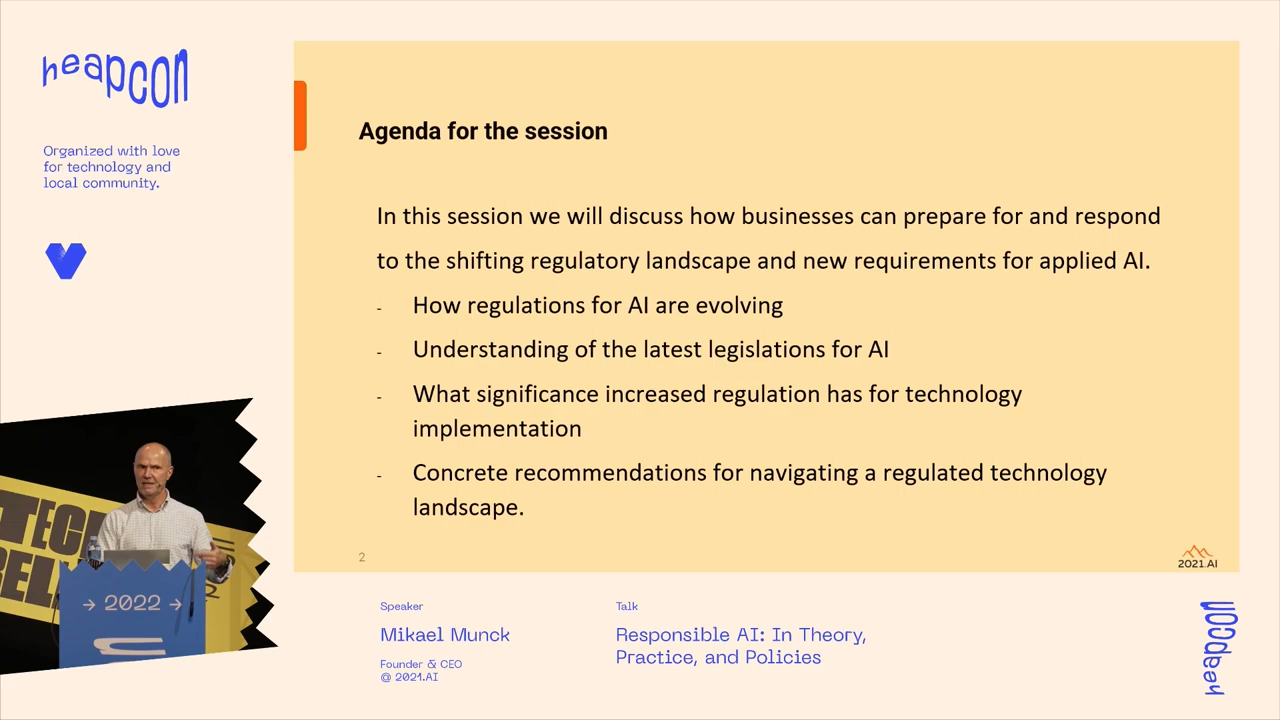 heapcon
Organized with love
for technology and
local community.
Agenda for the session
In this session we will discuss how businesses can prepare for and respond
to the shifting regulatory landscape and new requirements for applied AI.
- How regulations for AI are evolving
- Understanding of the latest legislations for AI
- What significance increased regulation has for technology
implementation
- Concrete recommendations for navigating a regulated technology
landscape.
2
2021.AI
TECH
→ 2022 →
Speaker
Mikael Munck
Founder & CEO
@ 2021.AI
Talk
Responsible AI: In Theory,
Practice, and Policies
heapcon